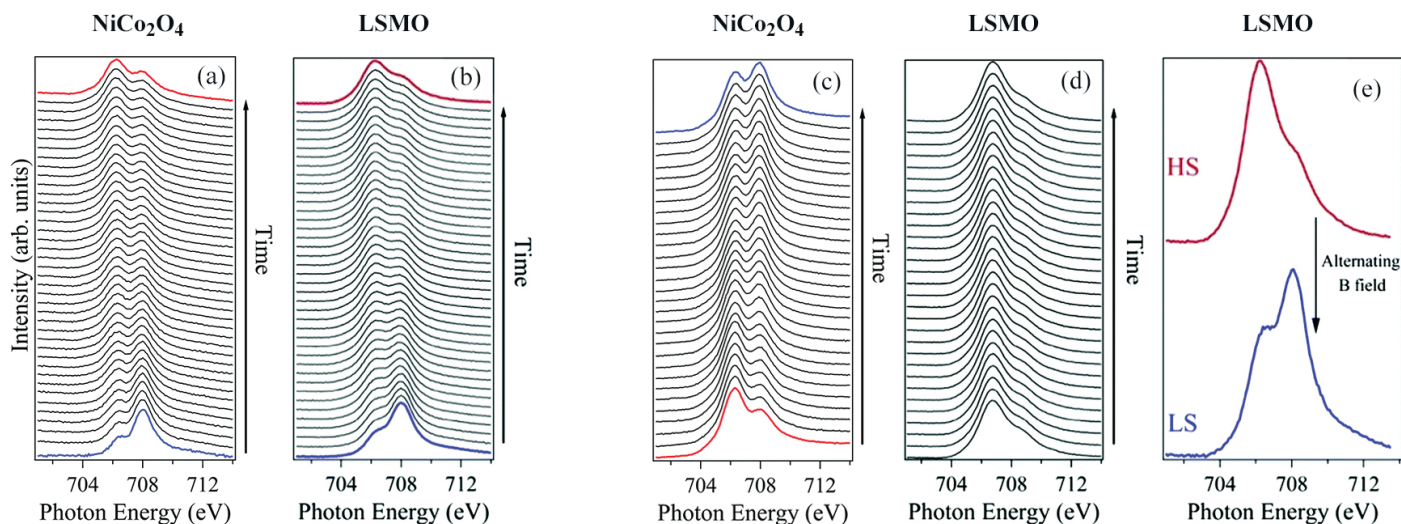 NiCo₂O₄
LSMO
NiCo₂O₄
LSMO
LSMO
(a)
(b)
(c)
(d)
(e)
Intensity (arb. units)
Time
Time
Time
Time
HS
Alternating
B field
LS
704 708 712
704 708 712
704 708 712
704 708 712
704 708 712
Photon Energy (eV)
Photon Energy (eV)
Photon Energy (eV)
Photon Energy (eV)
Photon Energy (eV)